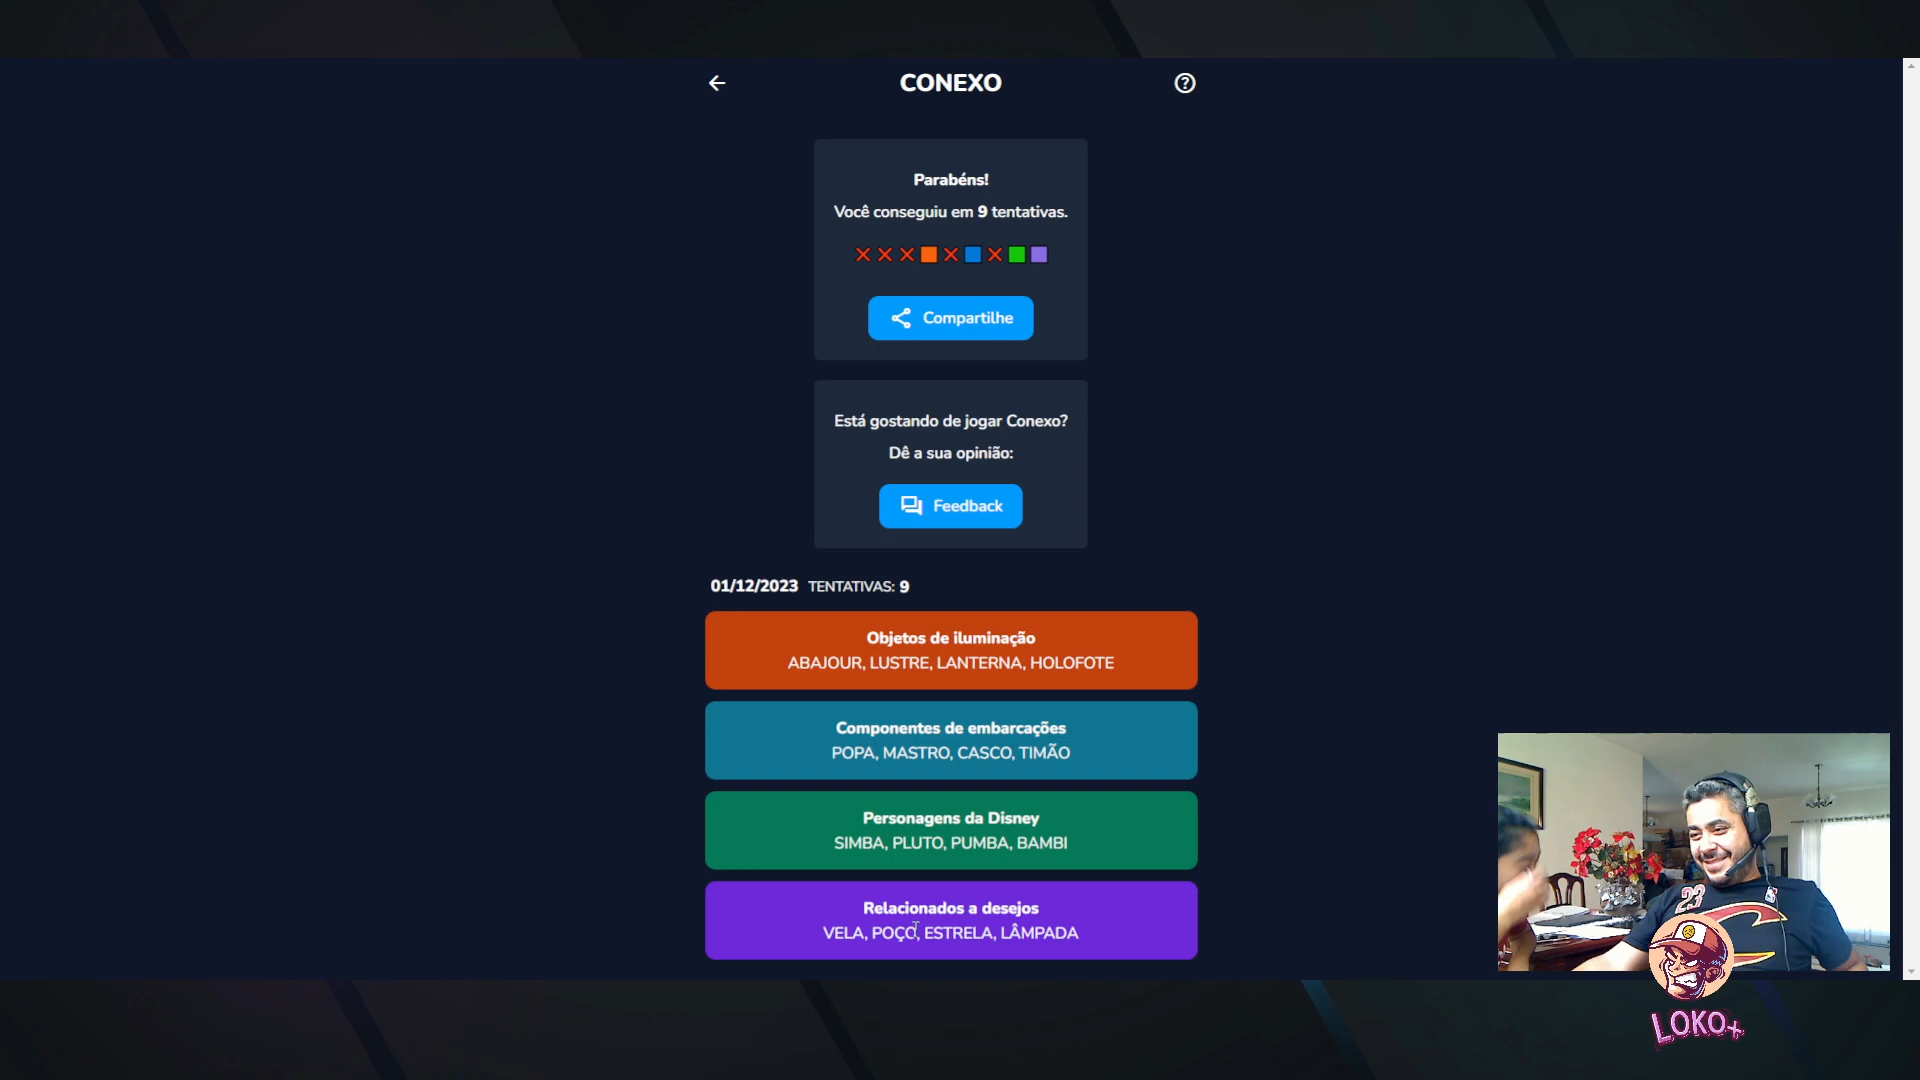 CONEXO
Parabéns!
Você conseguiu em 9 tentativas.
Compartilhe
Está gostando de jogar Conexo?
Dê a sua opinião:
Feedback
01/12/2023 TENTATIVAS: 9
Objetos de iluminação
ABAJOUR, LUSTRE, LANTERNA, HOLOFOTE
Componentes de embarcações
POPA, MASTRO, CASCO, TIMÃO
Personagens da Disney
SIMBA, PLUTO, PUMBA, BAMBI
Relacionados a desejos
VELA, POÇO, ESTRELA, LÂMPADA
23
LOKO+